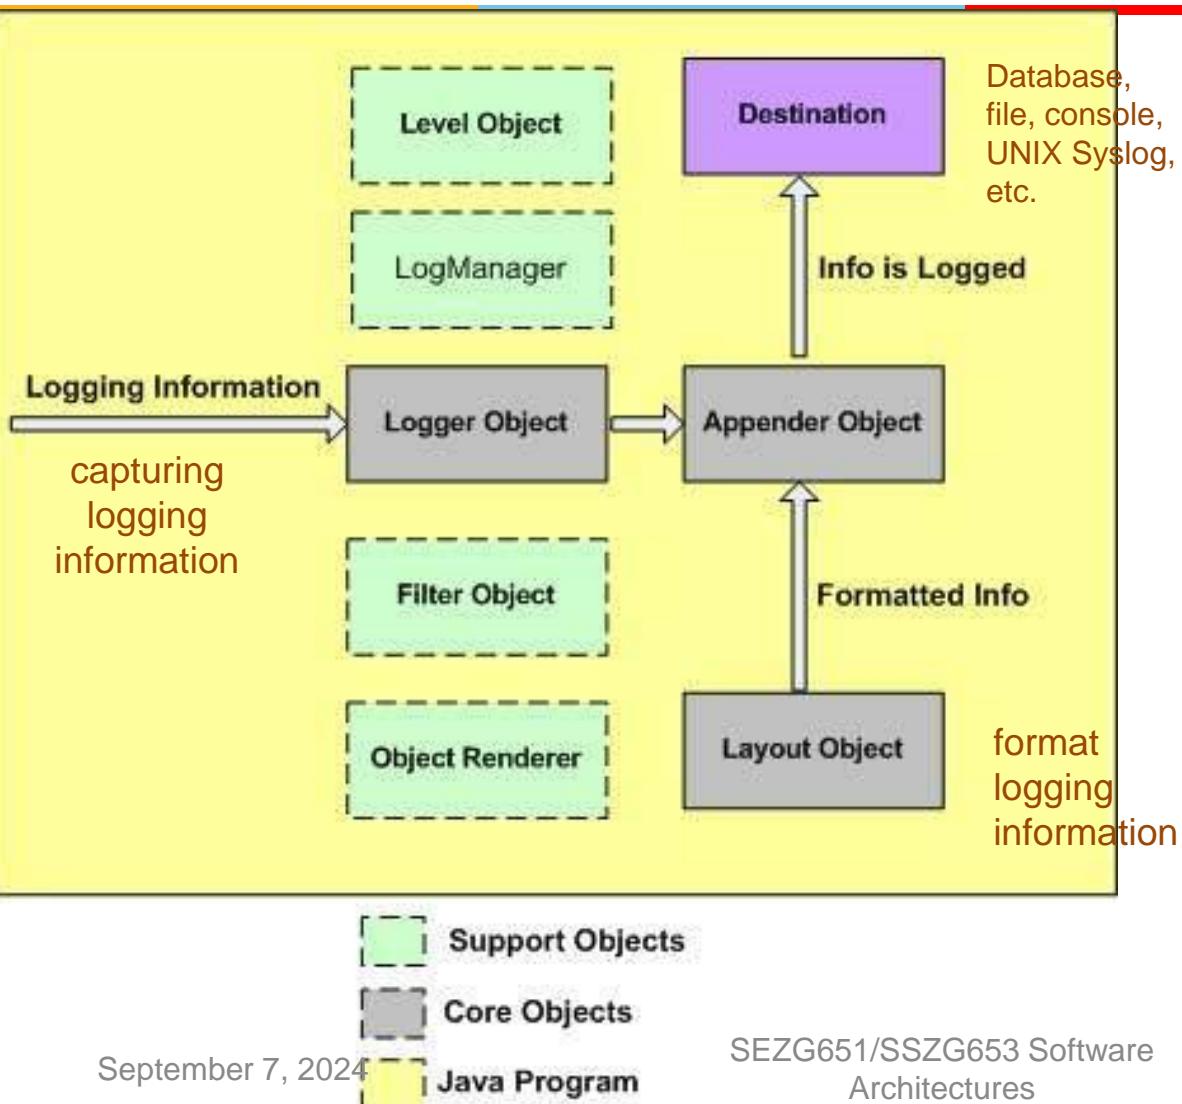 Level Object
Destination
Database,
file, console,
UNIX Syslog,
etc.
LogManager
Info is Logged
Logging Information
Logger Object
Appender Object
capturing
logging
information
Filter Object
Formatted Info
Object Renderer
Layout Object
format
logging
information
Support Objects
Core Objects
Java Program
September 7, 2024
SEZG651/SSZG653 Software
Architectures